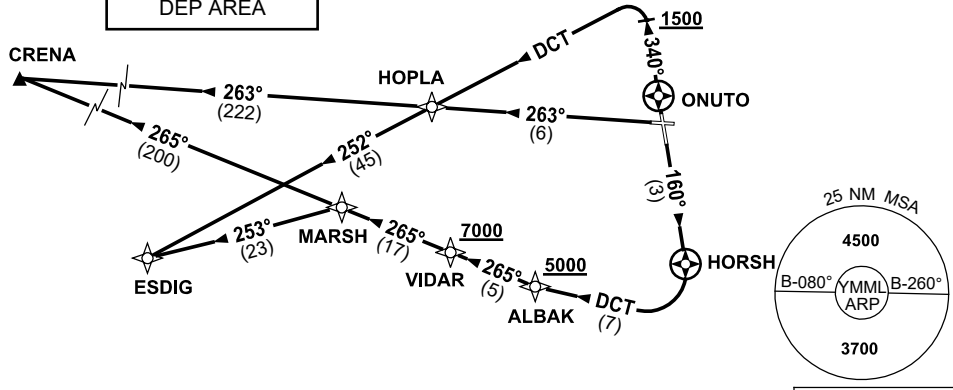 DEP AREA
CRENA
HOPLA
DCT
1500
340°
ONUTO
263°
(222)
263°
(6)
265°
(200)
252°
(45)
160°
(3)
MARSH
253°
(23)
ESDIG
265°
(17)
7000
VIDAR
265°
(5)
5000
ALBAK
DCT
(7)
HORSH
25 NM MSA
4500
B-080°
YMML
ARP
B-260°
3700